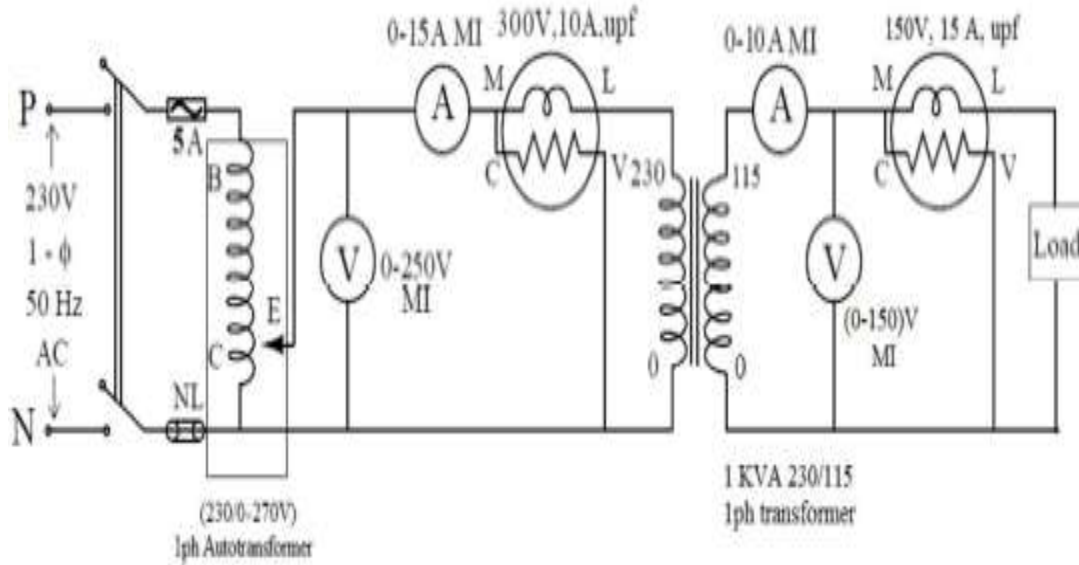 0-15A MI
300V,10A,upf
0-10A MI
150V, 15 A, upf
M
L
M
L
P
A
A
5A
C
V
230
115
C
V
B
230V
1 - ϕ
V
0-250V
MI
V
Load
50 Hz
E
(0-150)V
MI
AC
C
0
0
NL
N
1 KVA 230/115
1ph transformer
(230/0-270V)
1ph Autotransformer